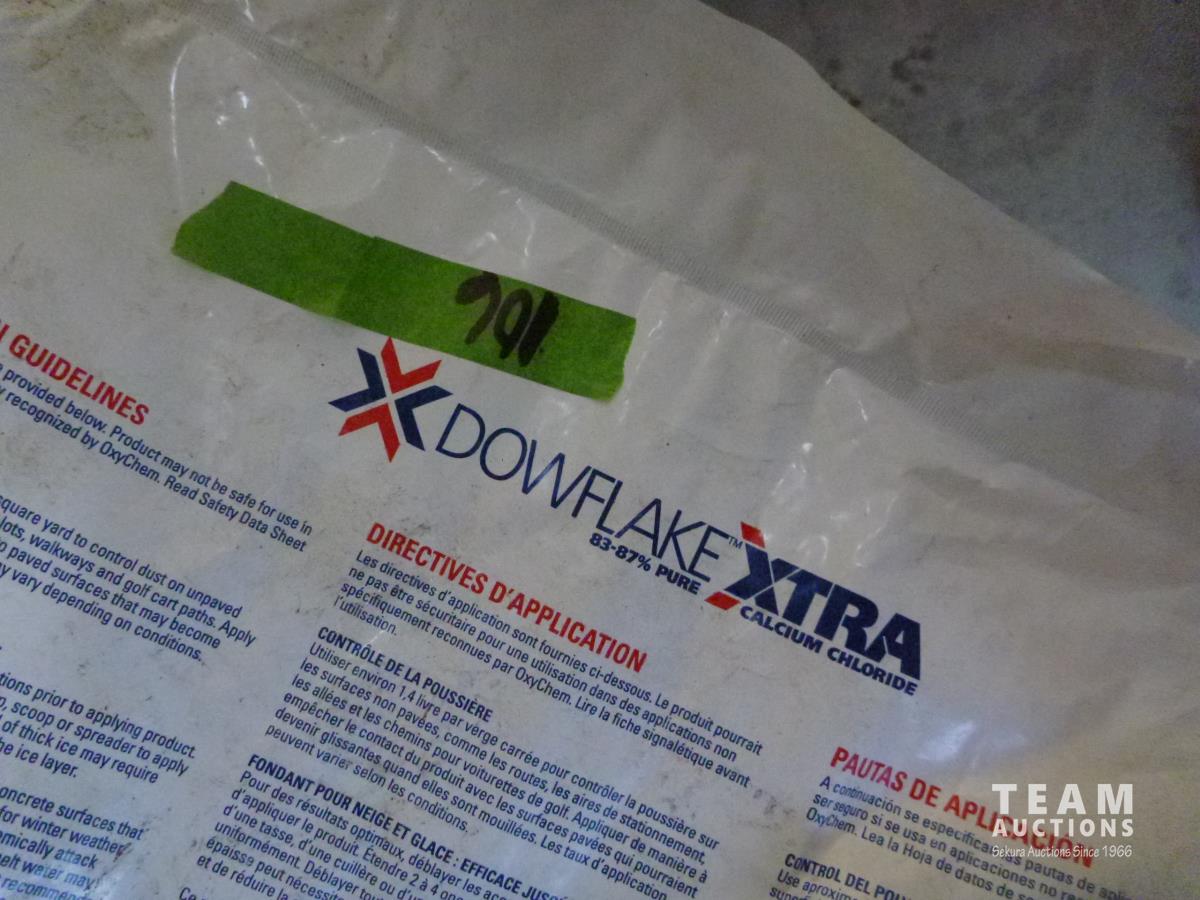 701
DOWFLAKE™ XTRA
83-87% PURE CALCIUM CHLORIDE
GUIDELINES
provided below. Product may not be safe for use in
recognized by OxyChem. Read Safety Data Sheet
square yard to control dust on unpaved
lots, walkways and golf cart paths. Apply
paved surfaces that may become
vary depending on conditions.
prior to applying product.
scoop or spreader to apply
of thick ice may require
ice layer.
concrete surfaces that
for winter weather
attack
melt water may
DIRECTIVES D'APPLICATION
Les directives d'application sont fournies ci-dessous. Le produit pourrait
ne pas être sécuritaire pour une utilisation dans des applications non
spécifiquement reconnues par OxyChem. Lire la fiche signalétique avant
l'utilisation.
CONTRÔLE DE LA POUSSIÈRE
Utiliser environ 1,4 livre par verge carrée pour contrôler la poussière sur
les surfaces non pavées, comme les routes, les aires de stationnement,
les allées et les chemins pour voiturettes de golf. Appliquer de manière à
empêcher le contact du produit avec les surfaces pavées qui pourraient
devenir glissantes quand elles sont mouillées. Les taux d'application
peuvent varier selon les conditions.
FONDANT POUR NEIGE ET GLACE : EFFICACE
Pour des résultats optimaux, déblayer les
d'appliquer le produit. Étendre 2 à 4
d'une tasse, d'une cuillère ou
uniformément. Déblayer
épaisse peut
et de réduire la
PAUTAS DE APLICACIÓN
A continuación se especifican las pautas de
ser seguro si se usa en aplicaciones no
OxyChem. Lea la Hoja de datos de
CONTROL DEL
Use
TEAM
AUCTIONS
Sekura Auctions Since 1966